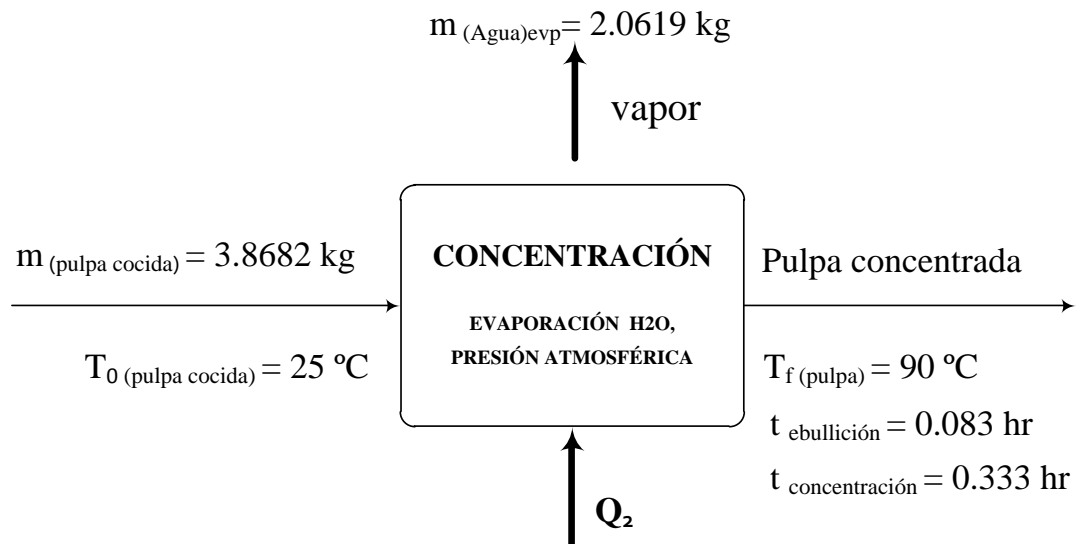 m (Agua)evp = 2.0619 kg
vapor
m (pulpa cocida) = 3.8682 kg
CONCENTRACIÓN
Pulpa concentrada
EVAPORACIÓN H2O,
PRESIÓN ATMOSFÉRICA
T0 (pulpa cocida) = 25 ºC
Tf (pulpa) = 90 ºC
t ebullición = 0.083 hr
t concentración = 0.333 hr
Q₂